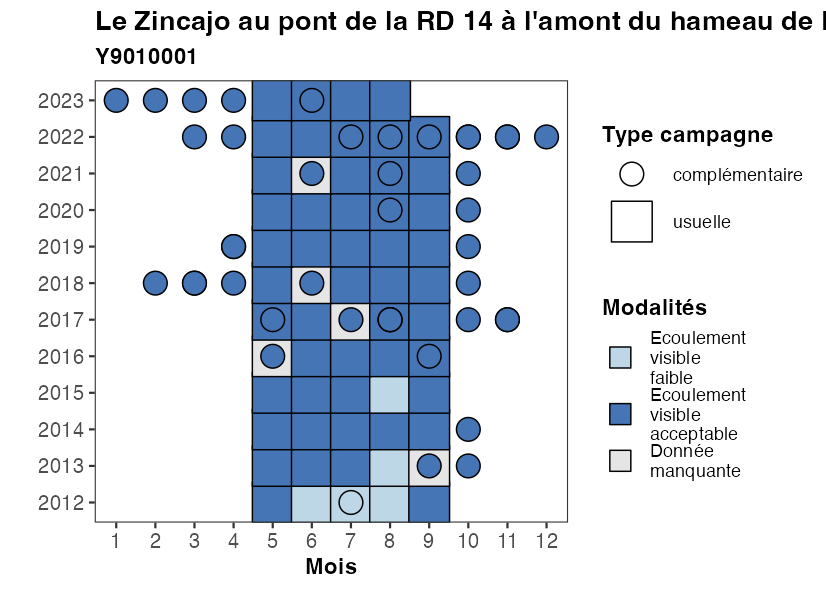 Le Zincajo au pont de la RD 14 à l'amont du hameau de
Y9010001
2023
2022
2021
2020
2019
2018
2017
2016
2015
2014
2013
2012
1 2 3 4 5 6 7 8 9 10 11 12
Mois
Type campagne
complémentaire
usuelle
Modalités
Ecoulement
visible
faible
Ecoulement
visible
acceptable
Donnée
manquante